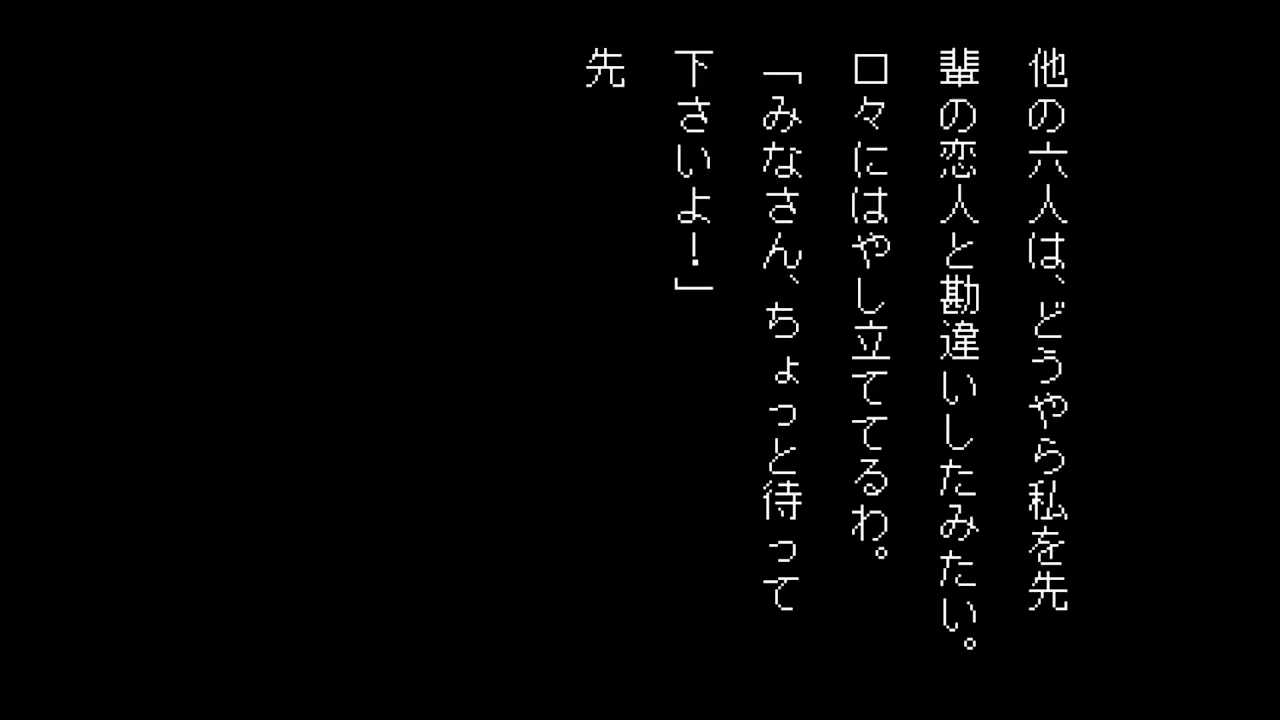 他の六人は、どうやら私を先
輩の恋人と勘違いしたみたい。
口々にはやし立ててるわ。
「みなさん、ちょっと待って
下さいよ！」
先